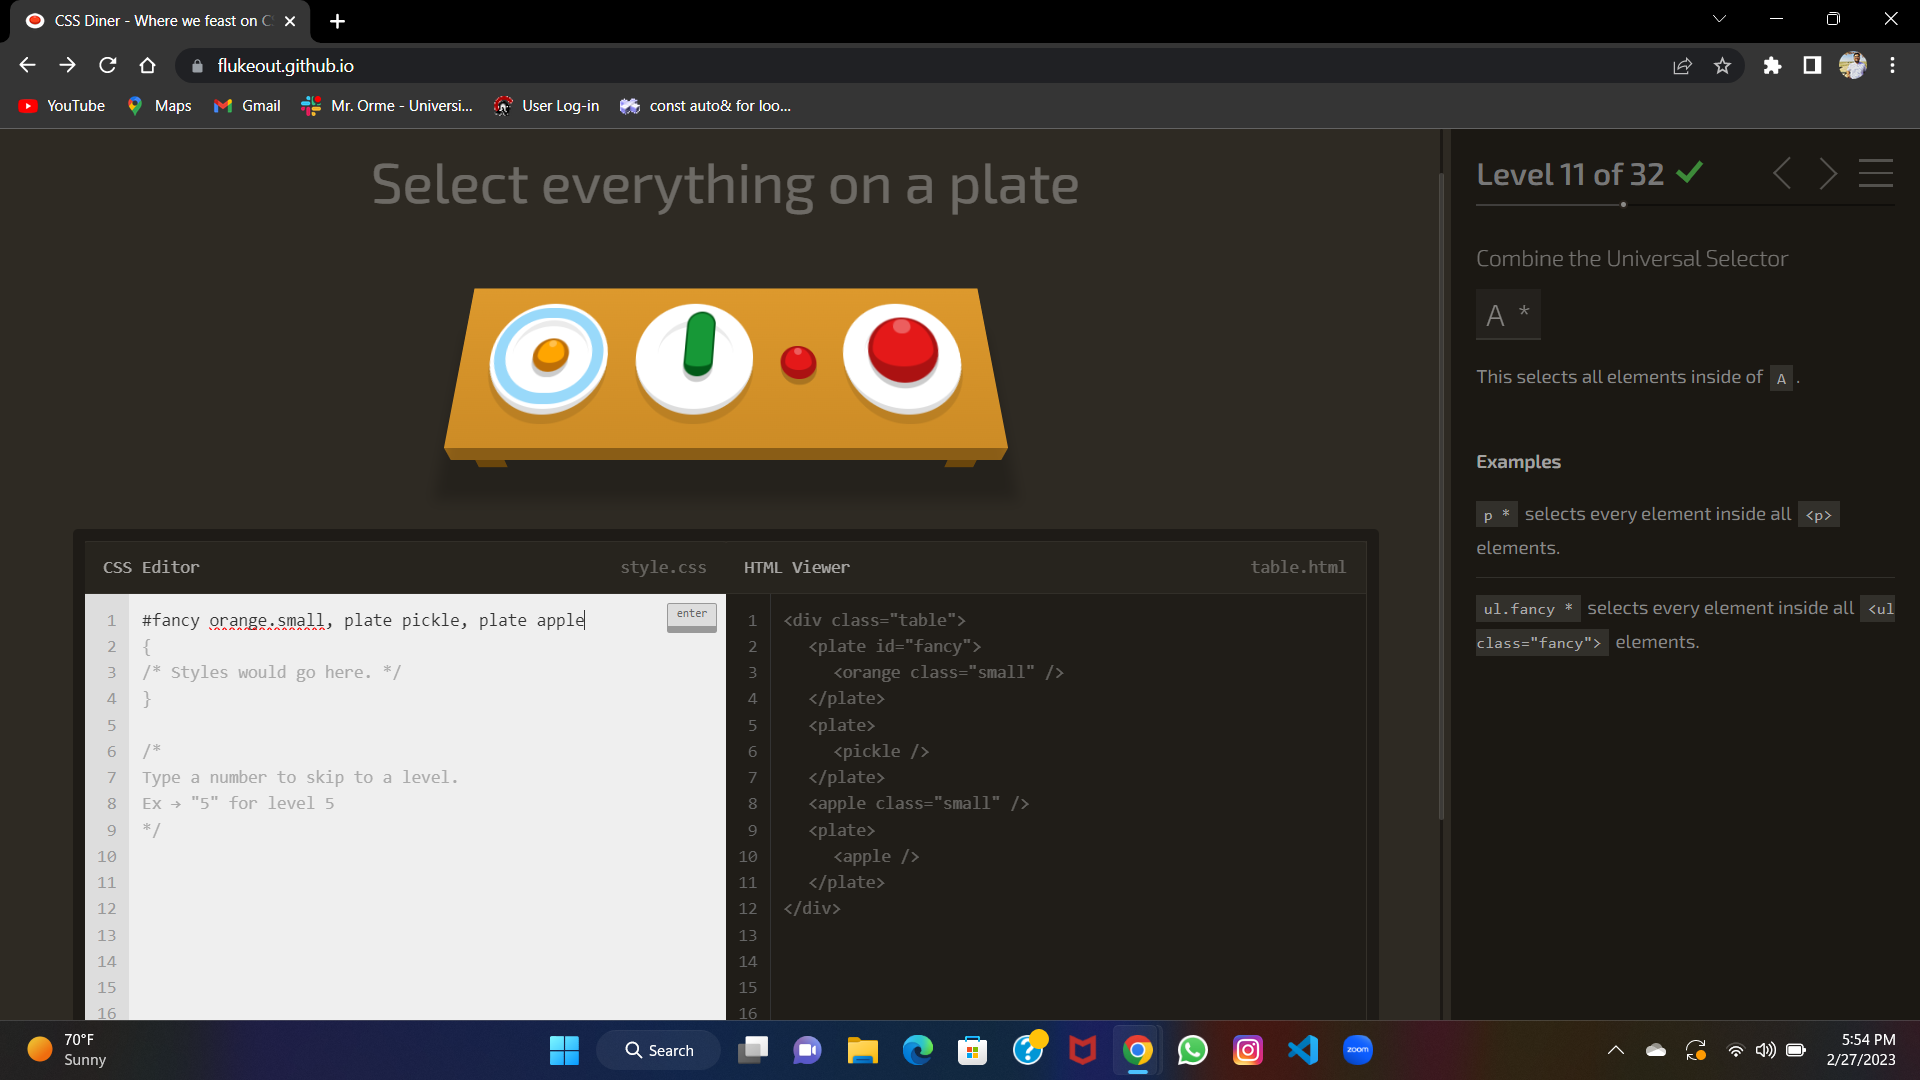 CSS Diner - Where we feast on C
flukeout.github.io
YouTube
Maps
Gmail
Mr. Orme - Universi...
User Log-in
const auto& for loo...
Select everything on a plate
Level 11 of 32
Combine the Universal Selector
A *
This selects all elements inside of A .
Examples
p * selects every element inside all <p>
elements.
ul.fancy * selects every element inside all <ul
class="fancy"> elements.
CSS Editor
style.css
1 #fancy orange.small, plate pickle, plate apple
enter
2 {
3 /* Styles would go here. */
4 }
5
6 /*
7 Type a number to skip to a level.
8 Ex → "5" for level 5
9 */
10
11
12
13
14
15
16
HTML Viewer
table.html
1 <div class="table">
2 <plate id="fancy">
3 <orange class="small" />
4 </plate>
5 <plate>
6 <pickle />
7 </plate>
8 <apple class="small" />
9 <plate>
10 <apple />
11 </plate>
12 </div>
13
14
15
16
70°F
Sunny
Search
zoom
5:54 PM
2/27/2023